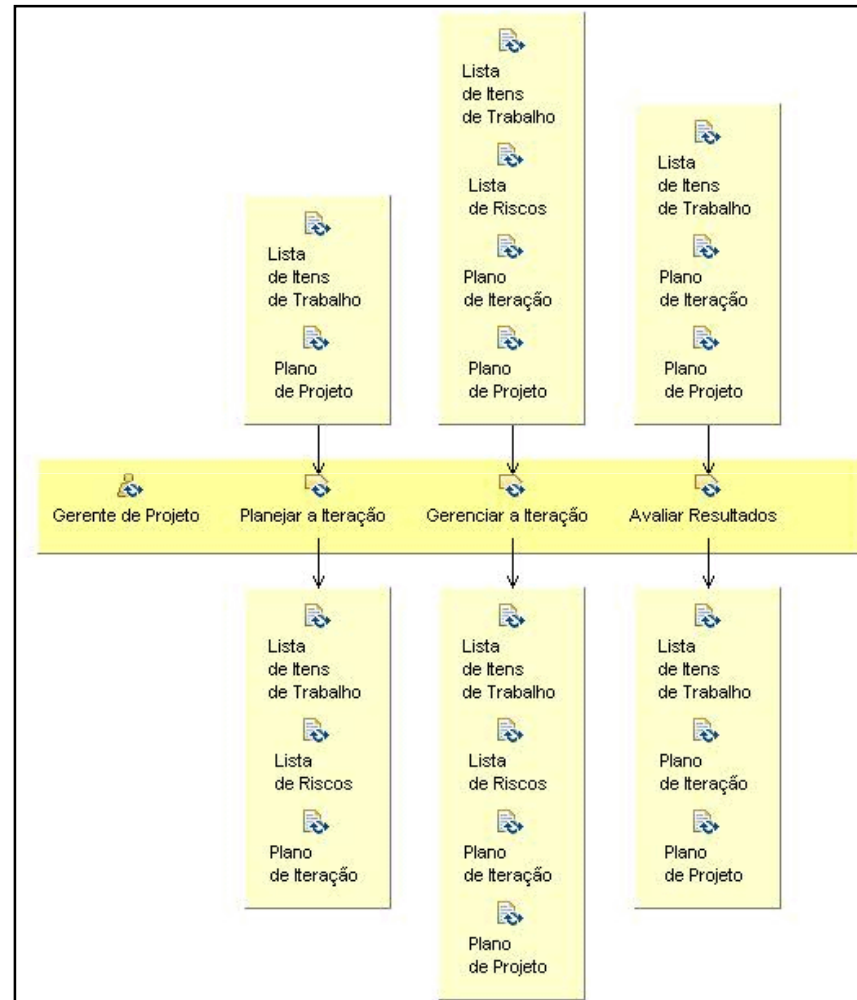 Lista
de Itens
de Trabalho
Plano
de Projeto
Lista
de Itens
de Trabalho
Lista
de Riscos
Plano
de Iteração
Plano
de Projeto
Lista
de Itens
de Trabalho
Plano
de Iteração
Plano
de Projeto
Gerente de Projeto
Planejar a Iteração
Gerenciar a Iteração
Avaliar Resultados
Lista
de Itens
de Trabalho
Lista
de Riscos
Plano
de Iteração
Lista
de Itens
de Trabalho
Lista
de Riscos
Plano
de Iteração
Plano
de Projeto
Lista
de Itens
de Trabalho
Plano
de Iteração
Plano
de Projeto